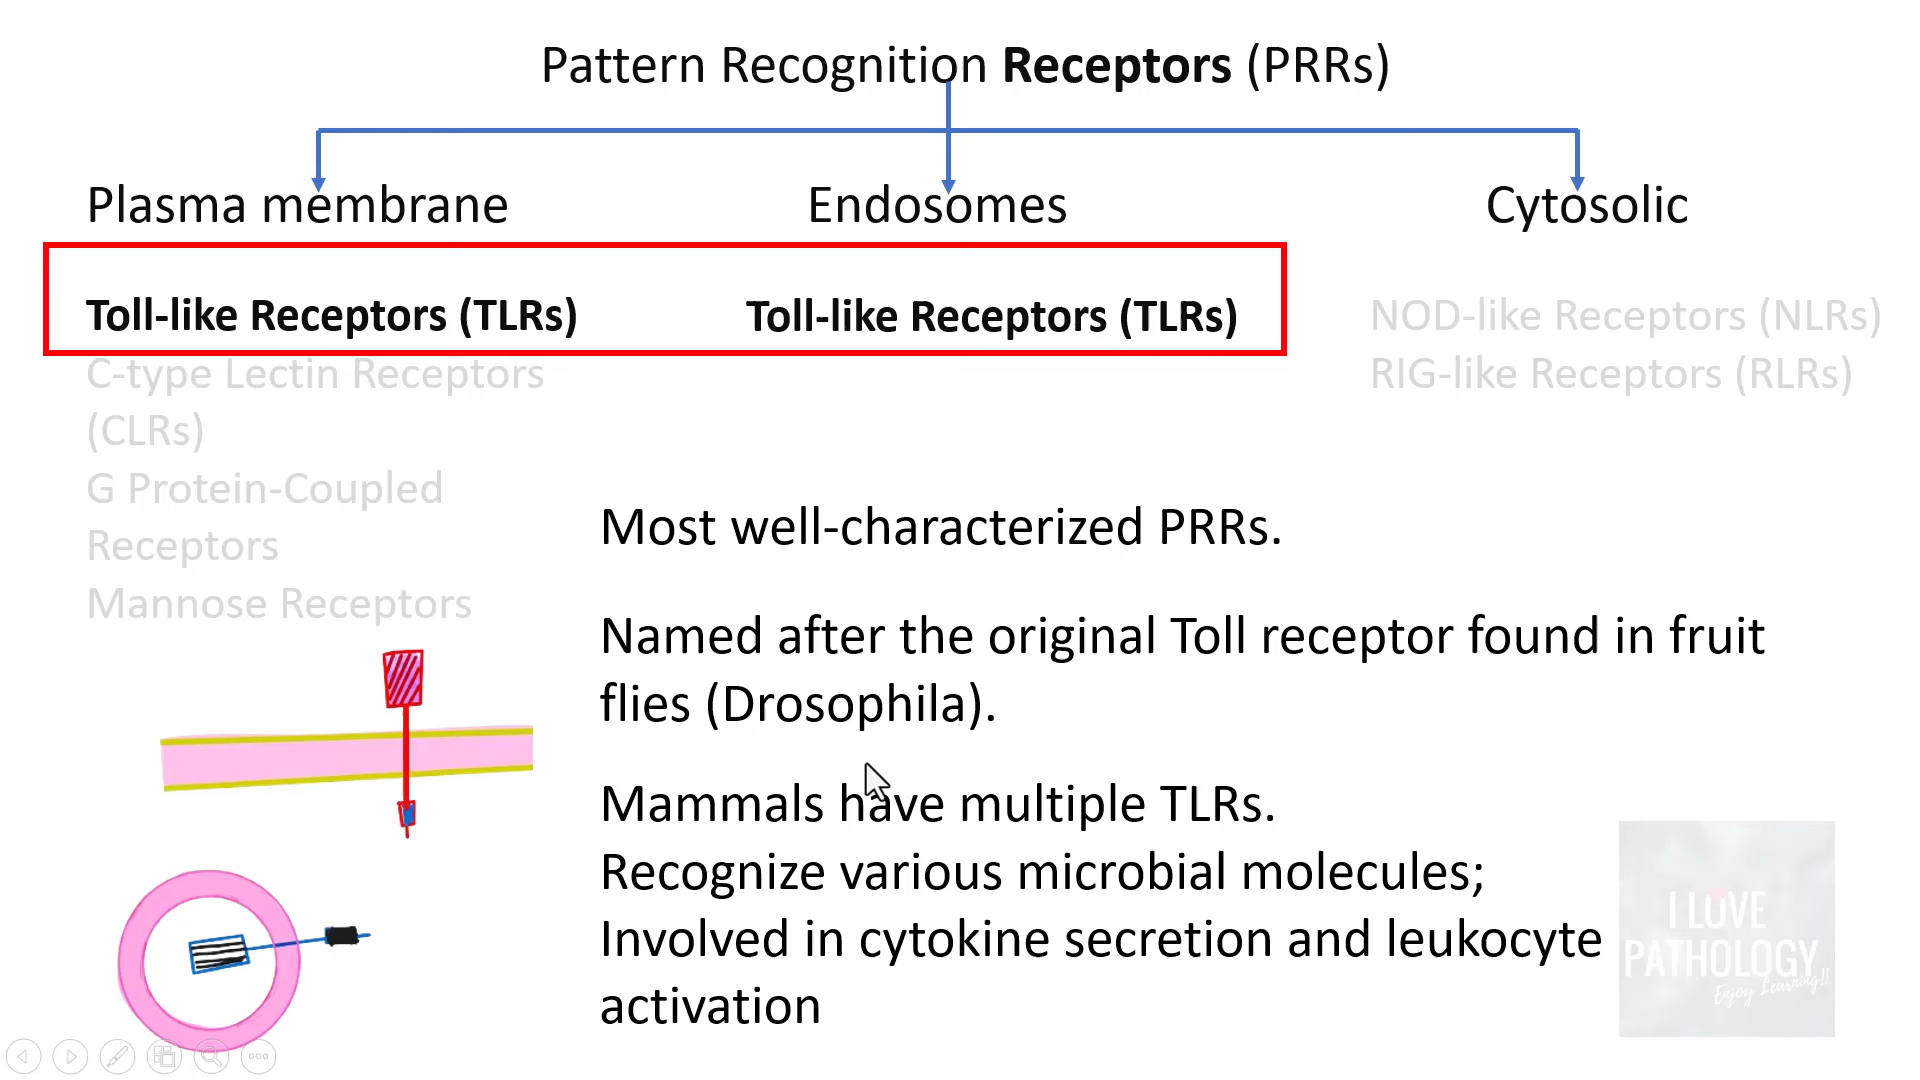 Pattern Recognition Receptors (PRRs)
Plasma membrane
Endosomes
Cytosolic
Toll-like Receptors (TLRs)
Toll-like Receptors (TLRs)
NOD-like Receptors (NLRs)
RIG-like Receptors (RLRs)
C-type Lectin Receptors
(CLRs)
G Protein-Coupled
Receptors
Mannose Receptors
Most well-characterized PRRs.
Named after the original Toll receptor found in fruit
flies (Drosophila).
Mammals have multiple TLRs.
Recognize various microbial molecules;
Involved in cytokine secretion and leukocyte
activation
I LOVE
PATHOLOGY
Enjoy Learning!!